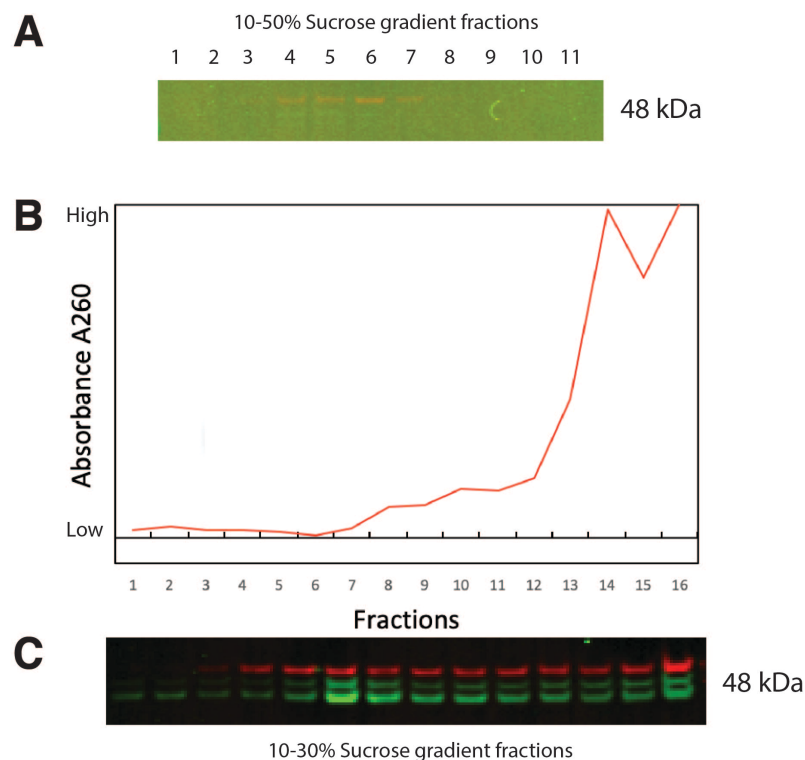 A
10-50% Sucrose gradient fractions
1 2 3 4 5 6 7 8 9 10 11
48 kDa
B
High
Absorbance A260
Low
1 2 3 4 5 6 7 8 9 10 11 12 13 14 15 16
Fractions
C
48 kDa
10-30% Sucrose gradient fractions